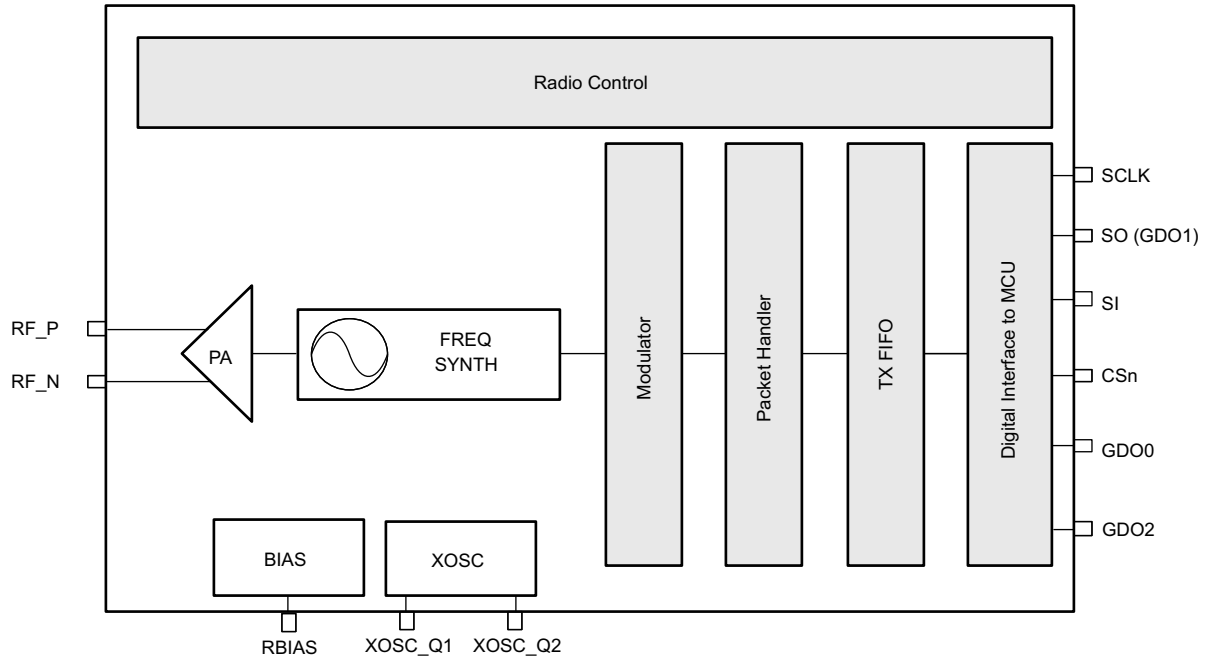 Radio Control
SCLK
SO (GDO1)
SI
CSn
GDO0
GDO2
RF_P
RF_N
PA
FREQ
SYNTH
Modulator
Packet Handler
TX FIFO
Digital Interface to MCU
BIAS
XOSC
RBIAS
XOSC_Q1
XOSC_Q2